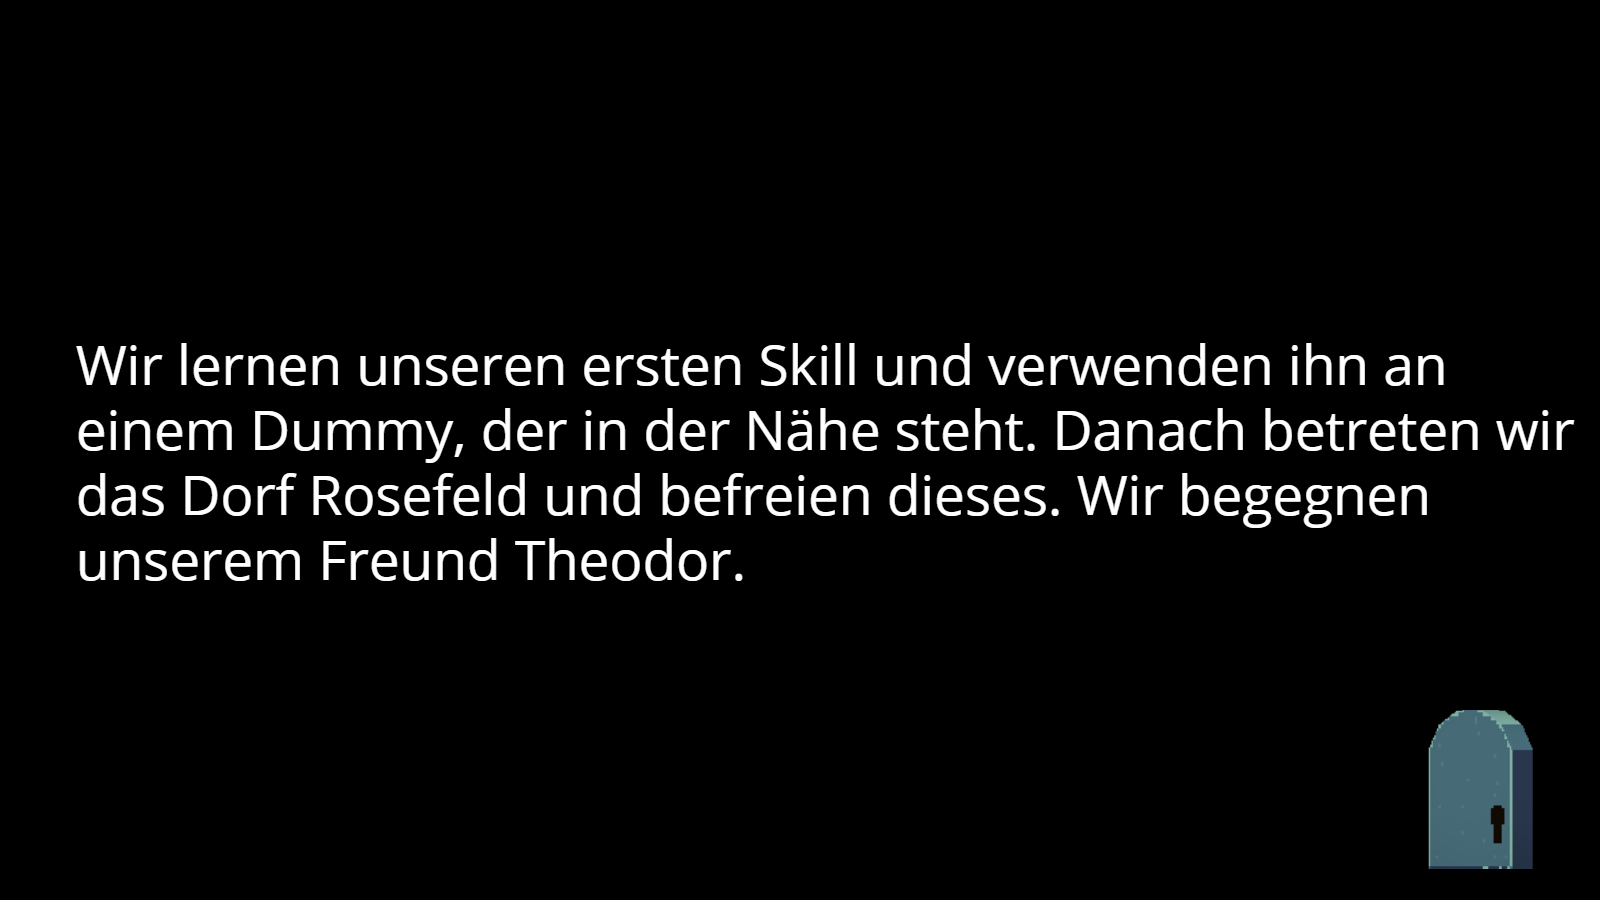 Wir lernen unseren ersten Skill und verwenden ihn an
einem Dummy, der in der Nähe steht. Danach betreten wir
das Dorf Rosefeld und befreien dieses. Wir begegnen
unserem Freund Theodor.